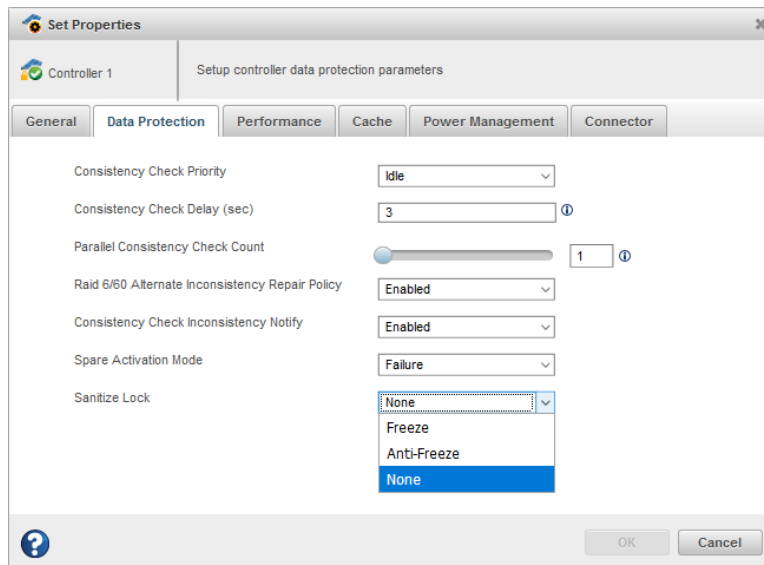 Set Properties
Controller 1
Setup controller data protection parameters
General Data Protection Performance Cache Power Management Connector
Consistency Check Priority Idle
Consistency Check Delay (sec) 3
Parallel Consistency Check Count 1
Raid 6/60 Alternate Inconsistency Repair Policy Enabled
Consistency Check Inconsistency Notify Enabled
Spare Activation Mode Failure
Sanitize Lock None
Freeze
Anti-Freeze
None
OK Cancel